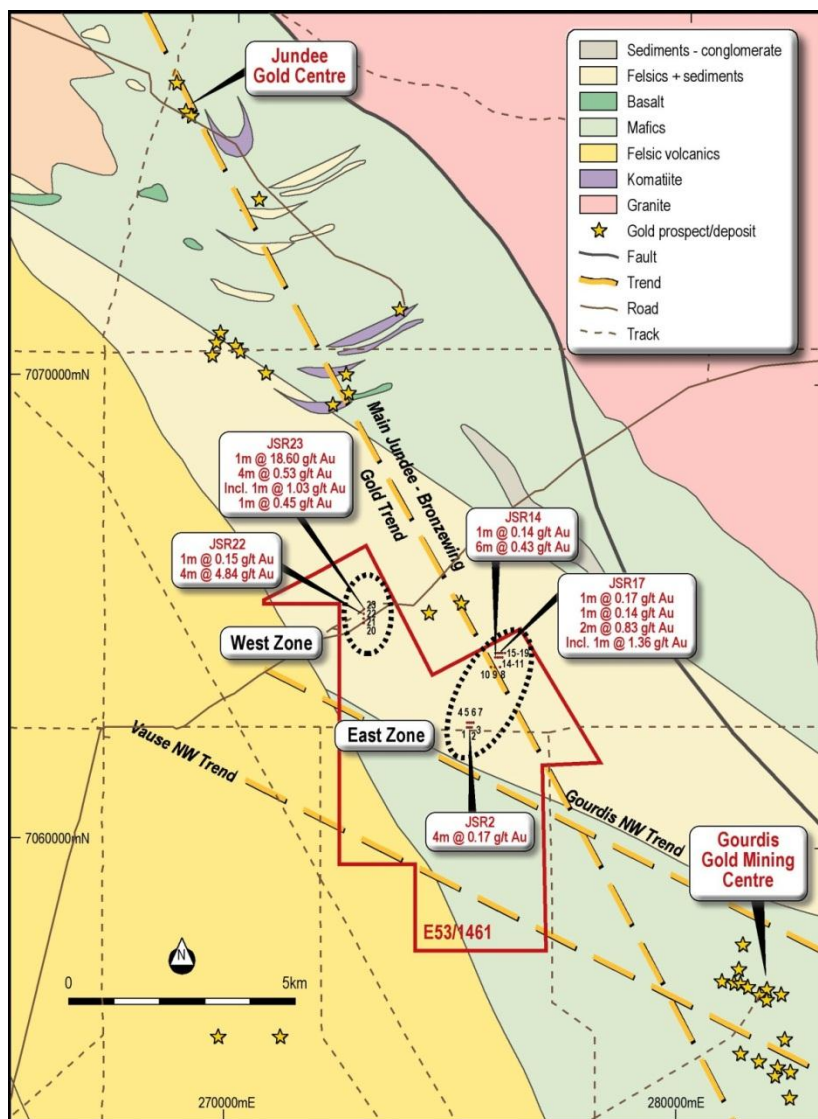 Jundee
Gold Centre
Sediments - conglomerate
Felsics + sediments
Basalt
Mafics
Felsic volcanics
Komatiite
Granite
Gold prospect/deposit
Fault
Trend
Road
Track
7070000mN
Main Jundee - Bronzewing
Gold Trend
JSR23
1m @ 18.60 g/t Au
4m @ 0.53 g/t Au
Incl. 1m @ 1.03 g/t Au
1m @ 0.45 g/t Au
JSR22
1m @ 0.15 g/t Au
4m @ 4.84 g/t Au
JSR14
1m @ 0.14 g/t Au
6m @ 0.43 g/t Au
JSR17
1m @ 0.17 g/t Au
1m @ 0.14 g/t Au
2m @ 0.83 g/t Au
Incl. 1m @ 1.36 g/t Au
23
22
21
20
West Zone
15-19
14-11
10 9 8
4 5 6 7
3
1 2
East Zone
Vause NW Trend
Gourdis NW Trend
JSR2
4m @ 0.17 g/t Au
7060000mN
Gourdis
Gold Mining
Centre
E53/1461
N
0
5km
270000mE
280000mE